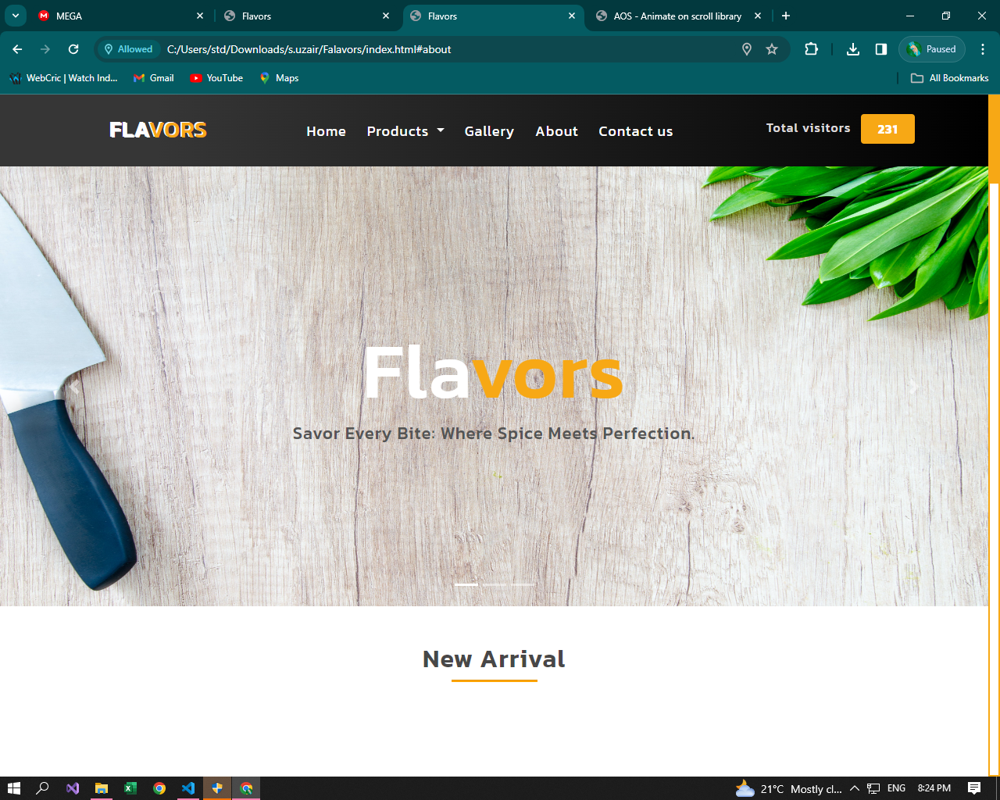 MEGA
Flavors
Flavors
AOS - Animate on scroll library
Allowed
C:/Users/std/Downloads/s.uzair/Falavors/index.html#about
Paused
WebCric | Watch Ind...
Gmail
YouTube
Maps
All Bookmarks
FLAVORS
Home
Products
Gallery
About
Contact us
Total visitors
231
Flavors
Savor Every Bite: Where Spice Meets Perfection.
New Arrival
21°C Mostly cl...
ENG
8:24 PM